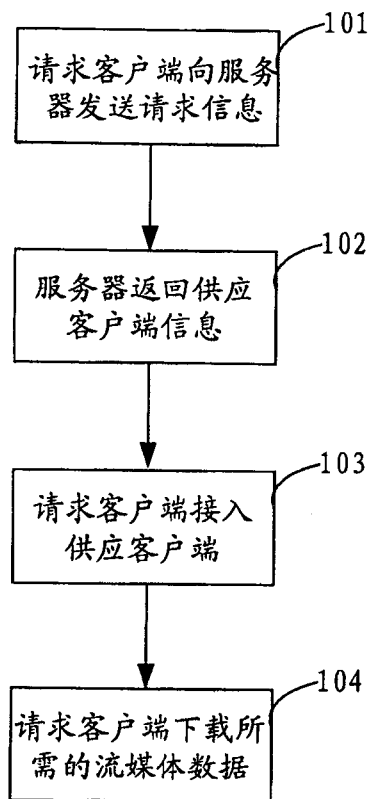 101
请求客户端向服务
器发送请求信息
102
服务器返回供应
客户端信息
103
请求客户端接入
供应客户端
104
请求客户端下载所
需的流媒体数据